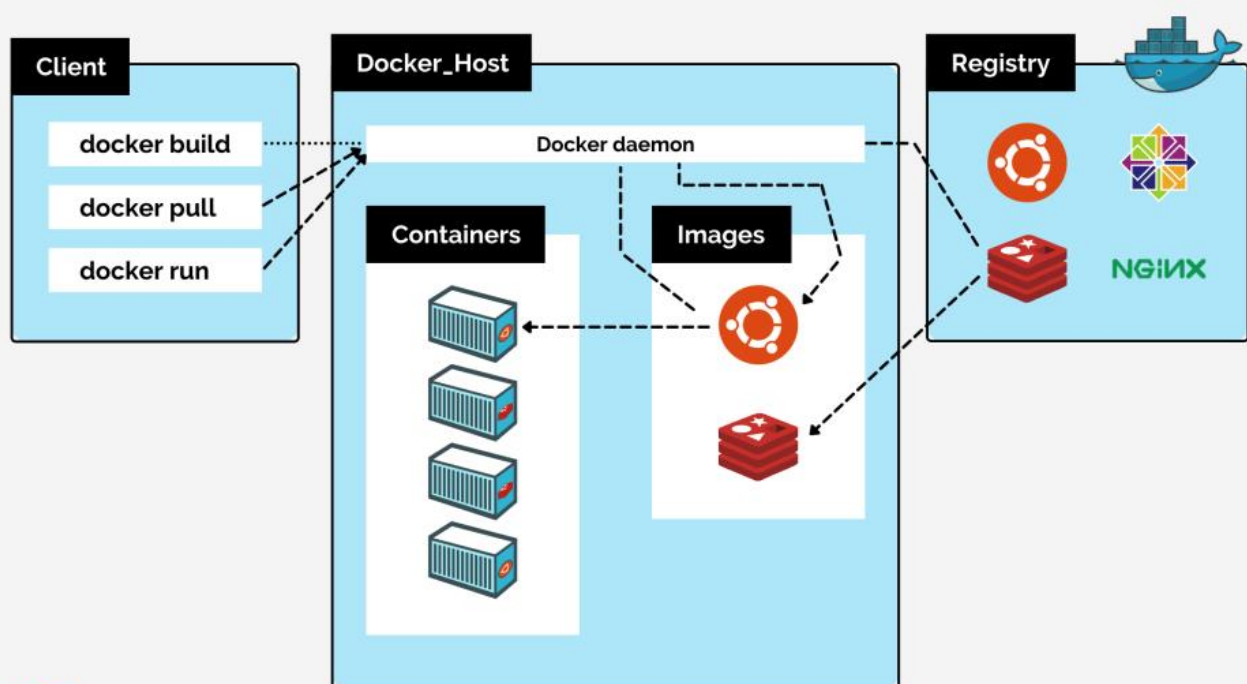 Client
docker build
docker pull
docker run
Docker_Host
Docker daemon
Containers
Images
Registry
NGINX